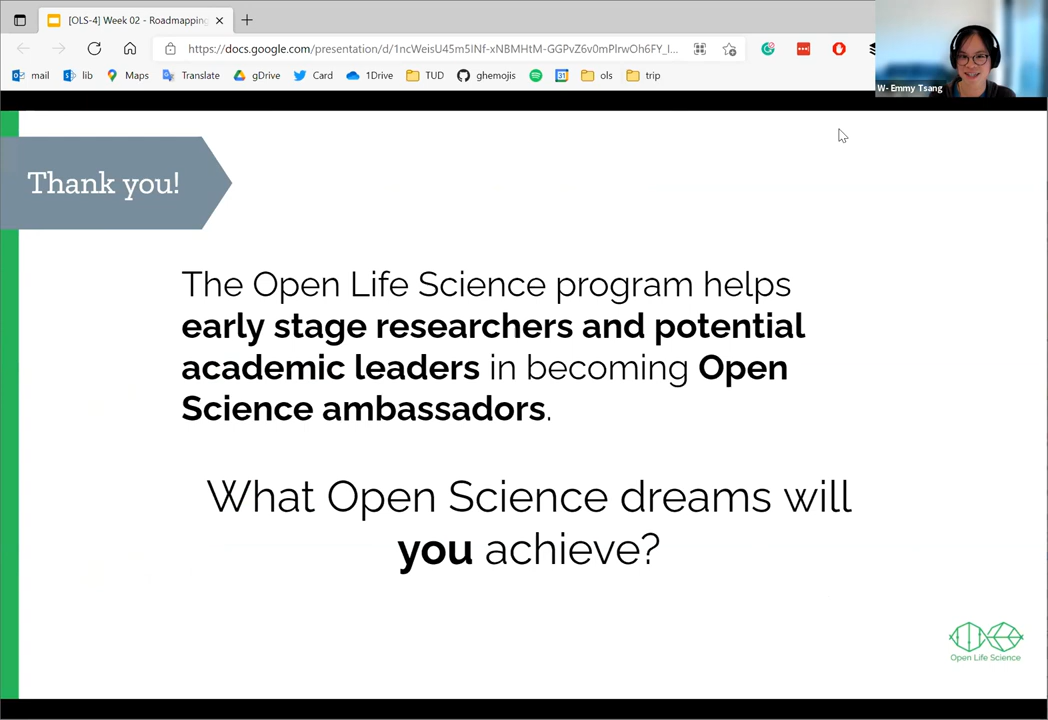 [OLS-4] Week 02 - Roadmapping
https://docs.google.com/presentation/d/1ncWeisU45m5INf-xNBMHtM-GGPvZ6v0mPlrwOh6FY_I...
mail lib Maps Translate gDrive Card 1Drive TUD ghemojis 31 ols trip
W- Emmy Tsang
Thank you!
The Open Life Science program helps
early stage researchers and potential
academic leaders in becoming Open
Science ambassadors.
What Open Science dreams will
you achieve?
Open Life Science